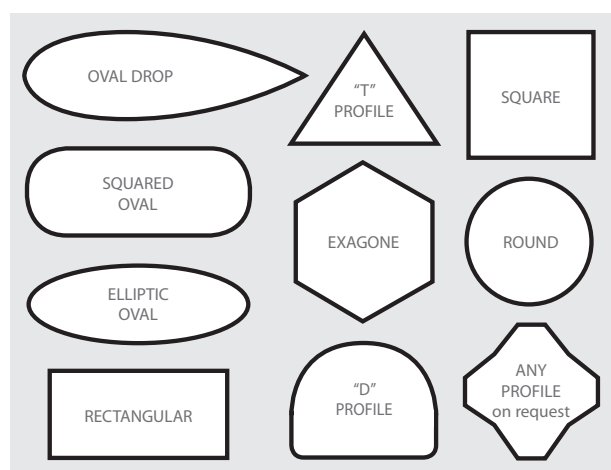 OVAL DROP
“T”
PROFILE
SQUARE
SQUARED
OVAL
EXAGONE
ROUND
ELLIPTIC
OVAL
“D”
PROFILE
ANY
PROFILE
on request
RECTANGULAR